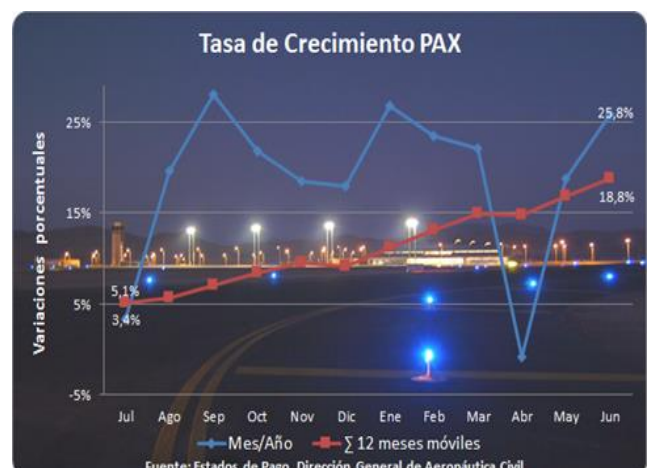 Tasa de Crecimiento PAX
Variaciones porcentuales
25%
15%
5%
-5%
25,8%
18,8%
5,1%
3,4%
Jul Ago Sep Oct Nov Dic Ene Feb Mar Abr May Jun
Mes/Año ∑ 12 meses móviles
Fuente: Estados de Pago, Dirección General de Aeronáutica Civil